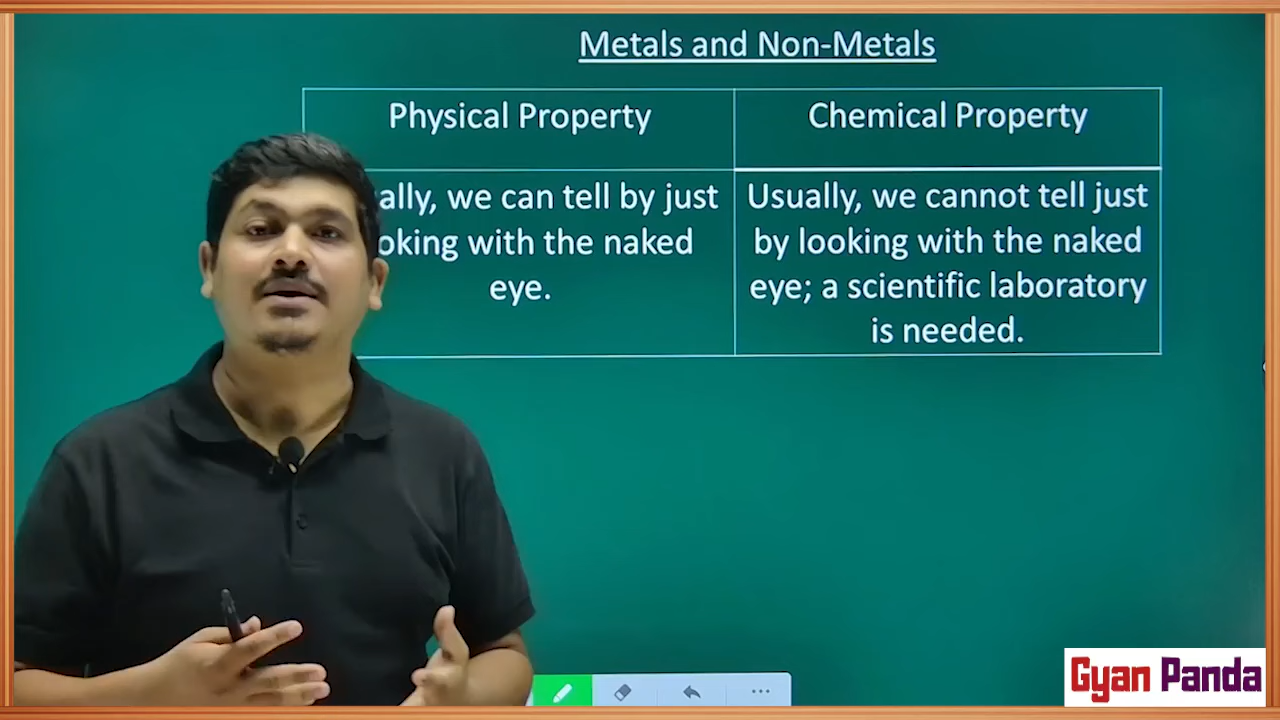 Metals and Non-Metals
Physical Property
Chemical Property
ally, we can tell by just
oking with the naked
eye.
Usually, we cannot tell just
by looking with the naked
eye; a scientific laboratory
is needed.
Gyan Panda